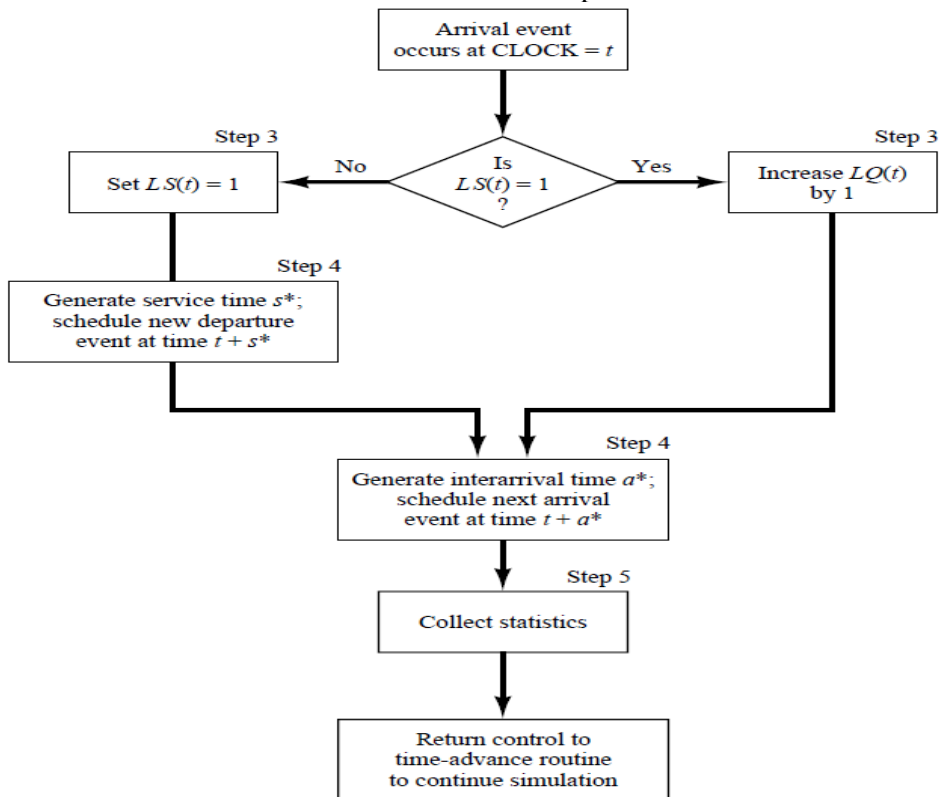 Arrival event
occurs at CLOCK = t
Step 3
Set LS(t) = 1
No
Is
LS(t) = 1
?
Yes
Step 3
Increase LQ(t)
by 1
Step 4
Generate service time s*;
schedule new departure
event at time t + s*
Step 4
Generate interarrival time a*;
schedule next arrival
event at time t + a*
Step 5
Collect statistics
Return control to
time-advance routine
to continue simulation